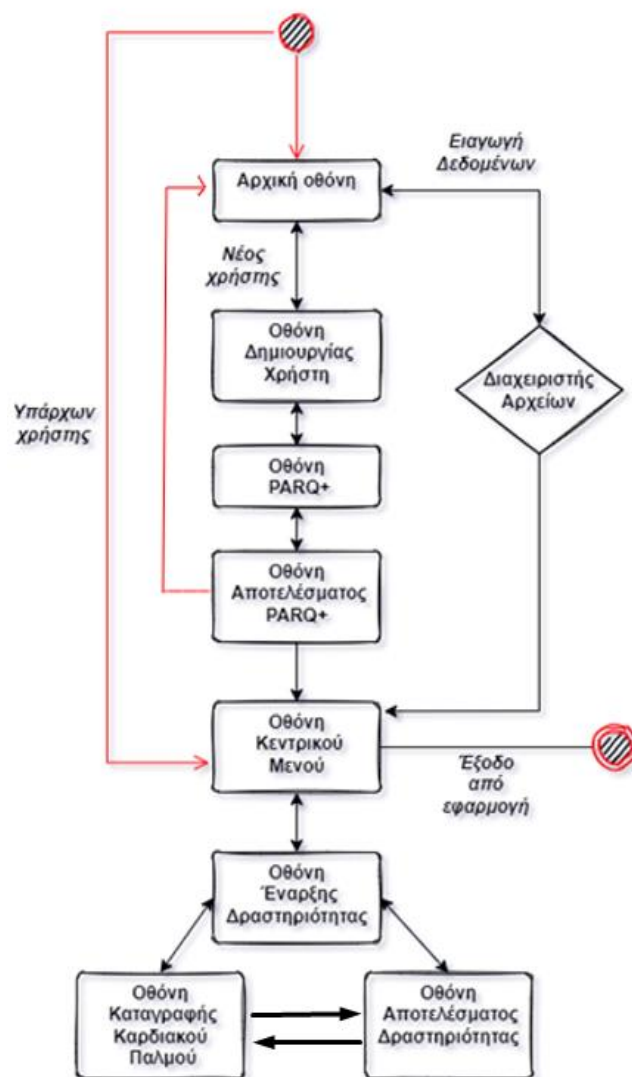 Ειαγωγή
Δεδομένων
Αρχική οθόνη
Νέος
χρήστης
Οθόνη
Δημιουργίας
Χρήστη
Διαχειριστής
Αρχείων
Υπάρχων
χρήστης
Οθόνη
PARQ+
Οθόνη
Αποτελέσματος
PARQ+
Οθόνη
Κεντρικού
Μενού
Έξοδο
από
εφαρμογή
Οθόνη
Έναρξης
Δραστηριότητας
Οθόνη
Καταγραφής
Καρδιακού
Παλμού
Οθόνη
Αποτελέσματος
Δραστηριότητας